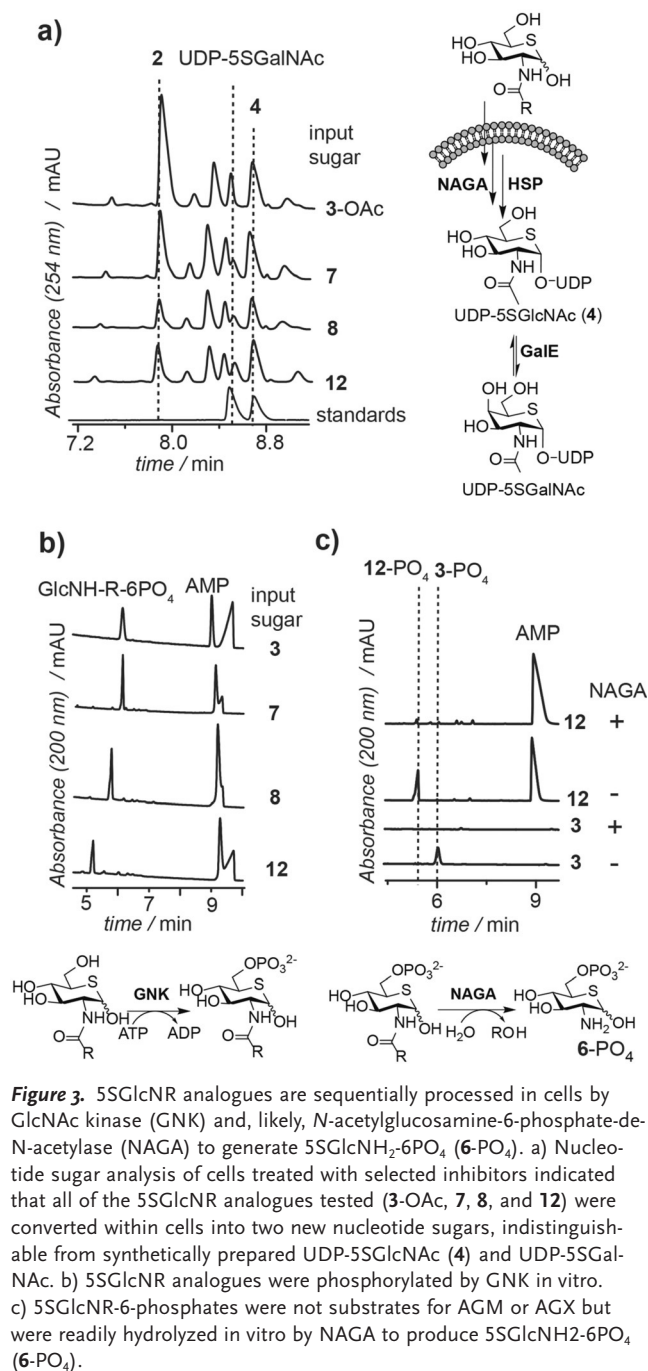 a)
2 UDP-5SGalNAc
4
input
sugar
3-OAc
7
8
12
standards
Absorbance (254 nm) / mAU
7.2 8.0 8.8
time / min
HO
HO
HO
S
NH
OH
O
R
NAGA
HSP
HO
HO
HO
S
NH
O
O-UDP
UDP-5SGlcNAc (4)
GalE
OH OH
HO
S
NH
O
O-UDP
UDP-5SGalNAc
b)
GlcNH-R-6PO4 AMP
input
sugar
3
7
8
12
Absorbance (200 nm) / mAU
5 7 9
time / min
HO
HO
HO
S
NH OH
O
R
GNK
ATP ADP
OPO3 2-
HO
HO
S
NH OH
O
R
c)
12-PO4 3-PO4
AMP
NAGA
12 +
12 -
3 +
3 -
Absorbance (200 nm) / mAU
6 9
time / min
OPO3 2-
HO
HO
S
NH OH
O
R
NAGA
H2O ROH
OPO3 2-
HO
HO
S
NH2 OH
6-PO4
Figure 3. 5SGlcNR analogues are sequentially processed in cells by
GlcNAc kinase (GNK) and, likely, N-acetylglucosamine-6-phosphate-de-
N-acetylase (NAGA) to generate 5SGlcNH2-6PO4 (6-PO4). a) Nucleo-
tide sugar analysis of cells treated with selected inhibitors indicated
that all of the 5SGlcNR analogues tested (3-OAc, 7, 8, and 12) were
converted within cells into two new nucleotide sugars, indistinguish-
able from synthetically prepared UDP-5SGlcNAc (4) and UDP-5SGal-
NAc. b) 5SGlcNR analogues were phosphorylated by GNK in vitro.
c) 5SGlcNR-6-phosphates were not substrates for AGM or AGX but
were readily hydrolyzed in vitro by NAGA to produce 5SGlcNH2-6PO4
(6-PO4).